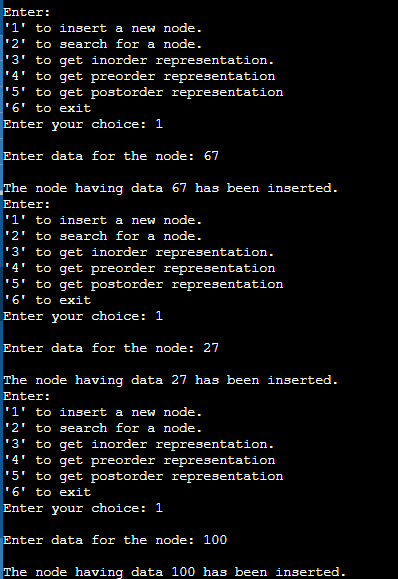 Enter:
'1' to insert a new node.
'2' to search for a node.
'3' to get inorder representation.
'4' to get preorder representation
'5' to get postorder representation
'6' to exit
Enter your choice: 1
Enter data for the node: 67
The node having data 67 has been inserted.
Enter:
'1' to insert a new node.
'2' to search for a node.
'3' to get inorder representation.
'4' to get preorder representation
'5' to get postorder representation
'6' to exit
Enter your choice: 1
Enter data for the node: 27
The node having data 27 has been inserted.
Enter:
'1' to insert a new node.
'2' to search for a node.
'3' to get inorder representation.
'4' to get preorder representation
'5' to get postorder representation
'6' to exit
Enter your choice: 1
Enter data for the node: 100
The node having data 100 has been inserted.